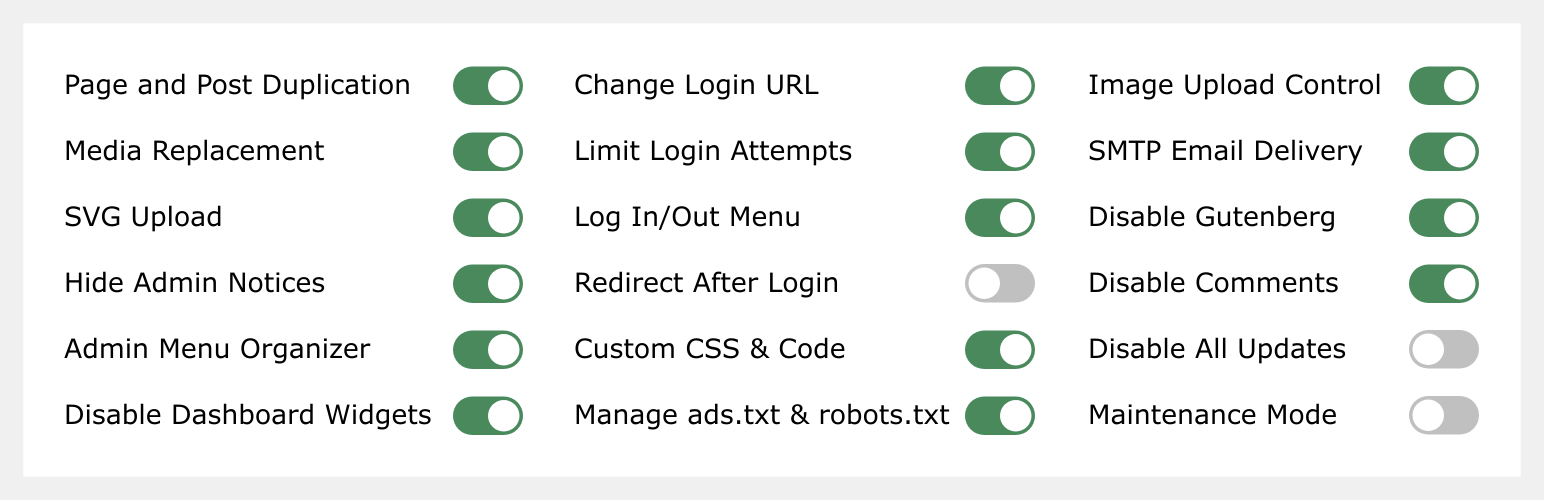 Page and Post Duplication
Media Replacement
SVG Upload
Hide Admin Notices
Admin Menu Organizer
Disable Dashboard Widgets
Change Login URL
Limit Login Attempts
Log In/Out Menu
Redirect After Login
Custom CSS & Code
Manage ads.txt & robots.txt
Image Upload Control
SMTP Email Delivery
Disable Gutenberg
Disable Comments
Disable All Updates
Maintenance Mode